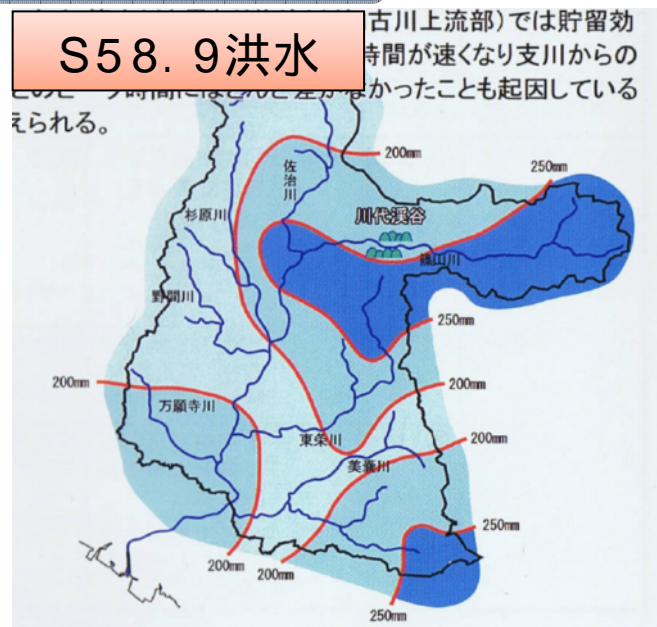 S58.9洪水
古川上流部)では貯留効
時間が速くなり支川からの
なかったことも起因している
えられる。
200mm
250mm
佐治川
川代渓谷
杉原川
篠山川
野間川
250mm
200mm
200mm
万願寺川
東栄川
200mm
美嚢川
250mm
200mm
200mm
250mm